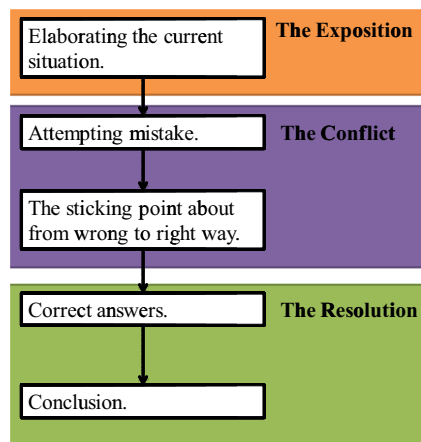 The Exposition
Elaborating the current
situation.
The Conflict
Attempting mistake.
The sticking point about
from wrong to right way.
The Resolution
Correct answers.
Conclusion.